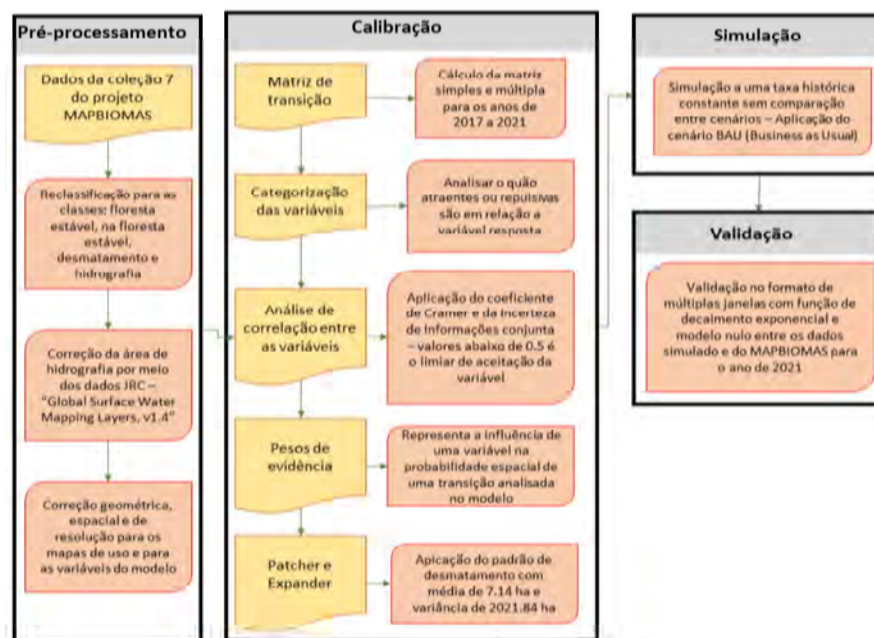 Pré-processamento
Dados da coleção 7
do projeto
MAPBIOMAS
Reclassificação para as
classes: floresta
estável, na floresta
estável,
desmatamento e
hidrografia
Correção da área de
hidrografia por meio
dos dados JRC –
“Global Surface Water
Mapping Layers, v1.4”
Correção geométrica,
espacial e de
resolução para os
mapas de uso e para
as variáveis do modelo
Calibração
Matriz de
transição
Cálculo da matriz
simples e múltipla
para os anos de
2017 a 2021
Categorização
das variáveis
Analisar o quão
atraentes ou repulsivas
são em relação a
variável resposta
Análise de
correlação entre
as variáveis
Aplicação do coeficiente
de Cramer e da Incerteza
de Informações conjunta
– valores abaixo de 0.5 é
o limiar de aceitação da
variável
Pesos de
evidência
Representa a influência de
uma variável na
probabilidade espacial de
uma transição analisada
no modelo
Patcher e
Expander
Apicação do padrão de
desmatamento com
média de 7.14 ha e
variância de 2021.84 ha
Simulação
Simulação a uma taxa histórica
constante sem comparação
entre cenários – Aplicação do
cenário BAU (Business as Usual)
Validação
Validação no formato de
múltiplas janelas com função de
decaimento exponencial e
modelo nulo entre os dados
simulado e do MAPBIOMAS para
o ano de 2021